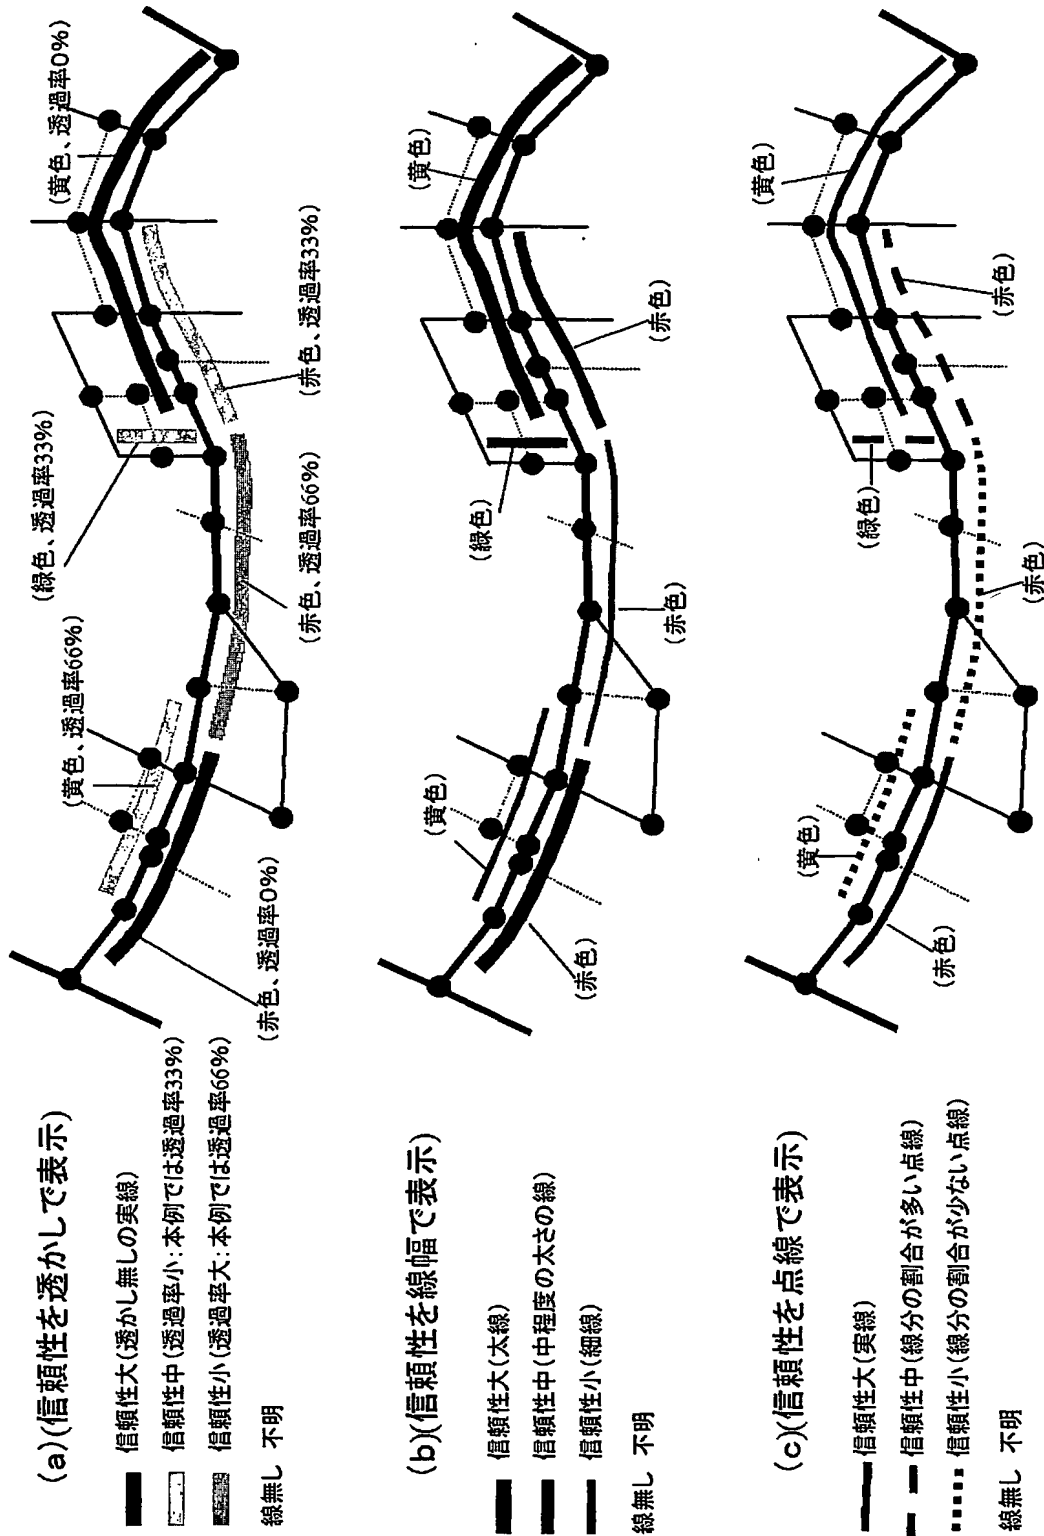 (a)(信頼性を透かしで表示)
信頼性大(透かし無しの実線)
信頼性中(透過率小:本例では透過率33%)
信頼性小(透過率大:本例では透過率66%)
線無し 不明
(赤色、透過率0%)
(黄色、透過率66%)
(赤色、透過率66%)
(緑色、透過率33%)
(赤色、透過率33%)
(黄色、透過率0%)
(b)(信頼性を線幅で表示)
信頼性大(太線)
信頼性中(中程度の太さの線)
信頼性小(細線)
線無し 不明
(赤色)
(黄色)
(赤色)
(緑色)
(赤色)
(黄色)
(c)(信頼性を点線で表示)
信頼性大(実線)
信頼性中(線分の割合が多い点線)
信頼性小(線分の割合が少ない点線)
線無し 不明
(赤色)
(黄色)
(赤色)
(緑色)
(赤色)
(黄色)